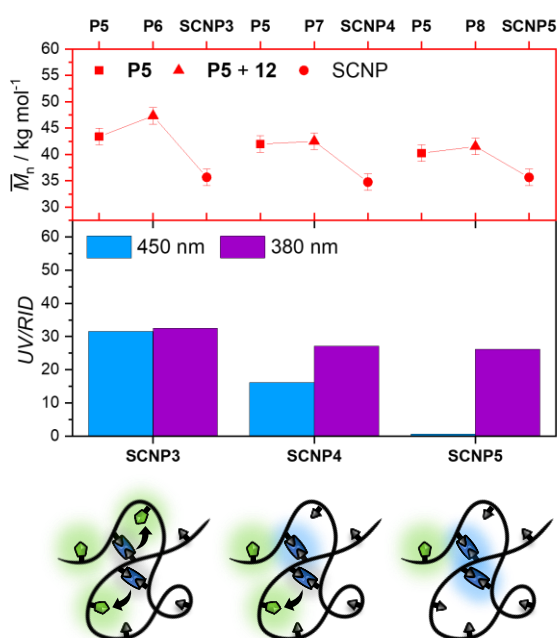 P5 P6 SCNP3 P5 P7 SCNP4 P5 P8 SCNP5
60
55
50
45
40
35
30
M̅n / kg mol⁻¹
P5 P5 + 12 SCNP
60
50
40
30
20
10
0
UV/RID
450 nm 380 nm
SCNP3 SCNP4 SCNP5